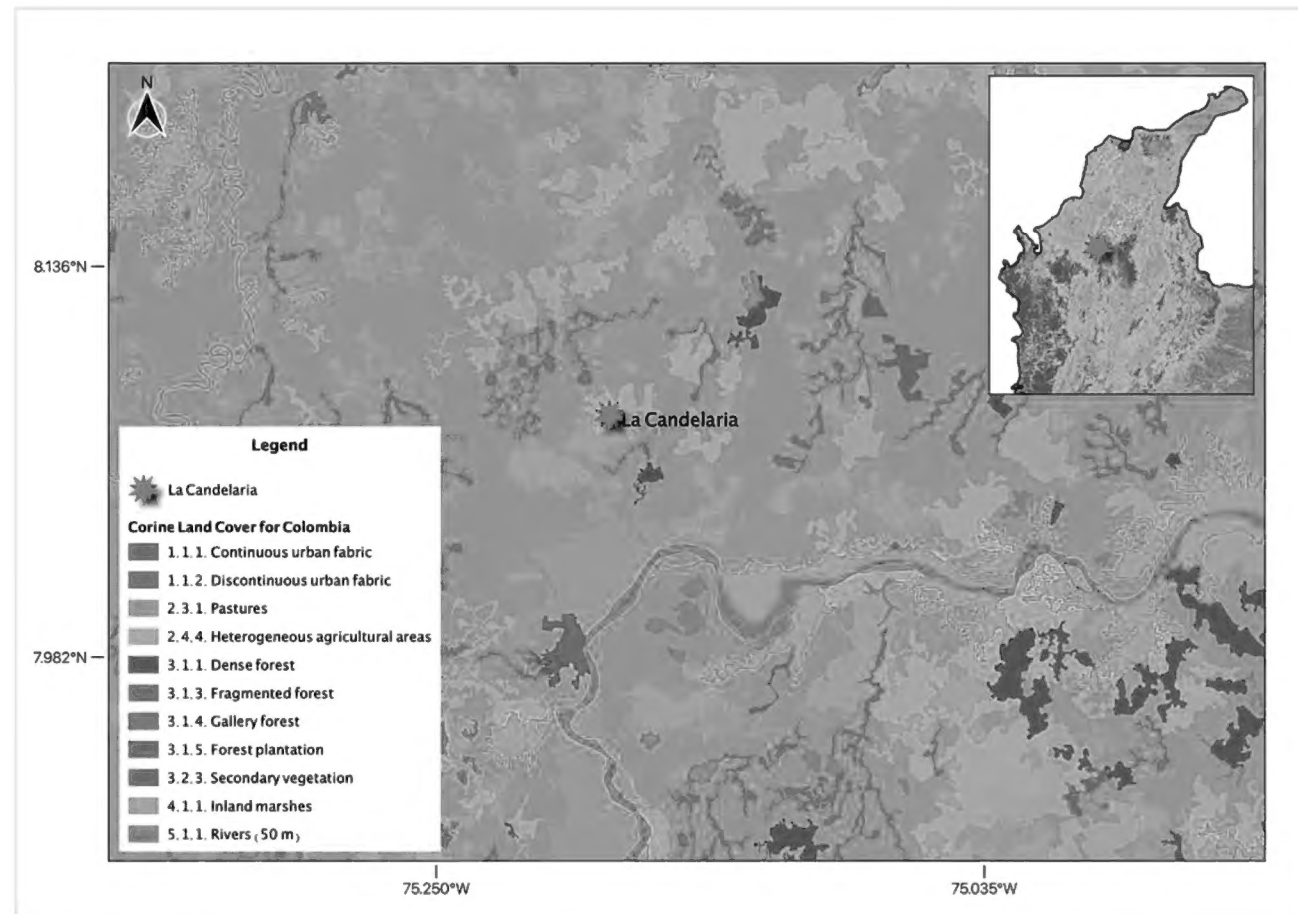 N
8.136°N
La Candelaria
Legend
La Candelaria
Corine Land Cover for Colombia
1.1.1. Continuous urban fabric
1.1.2. Discontinuous urban fabric
2.3.1. Pastures
2.4.4. Heterogeneous agricultural areas
3.1.1. Dense forest
3.1.3. Fragmented forest
3.1.4. Gallery forest
3.1.5. Forest plantation
3.2.3. Secondary vegetation
4.1.1. Inland marshes
5.1.1. Rivers (50 m)
7.982°N
75.250°W
75.035°W